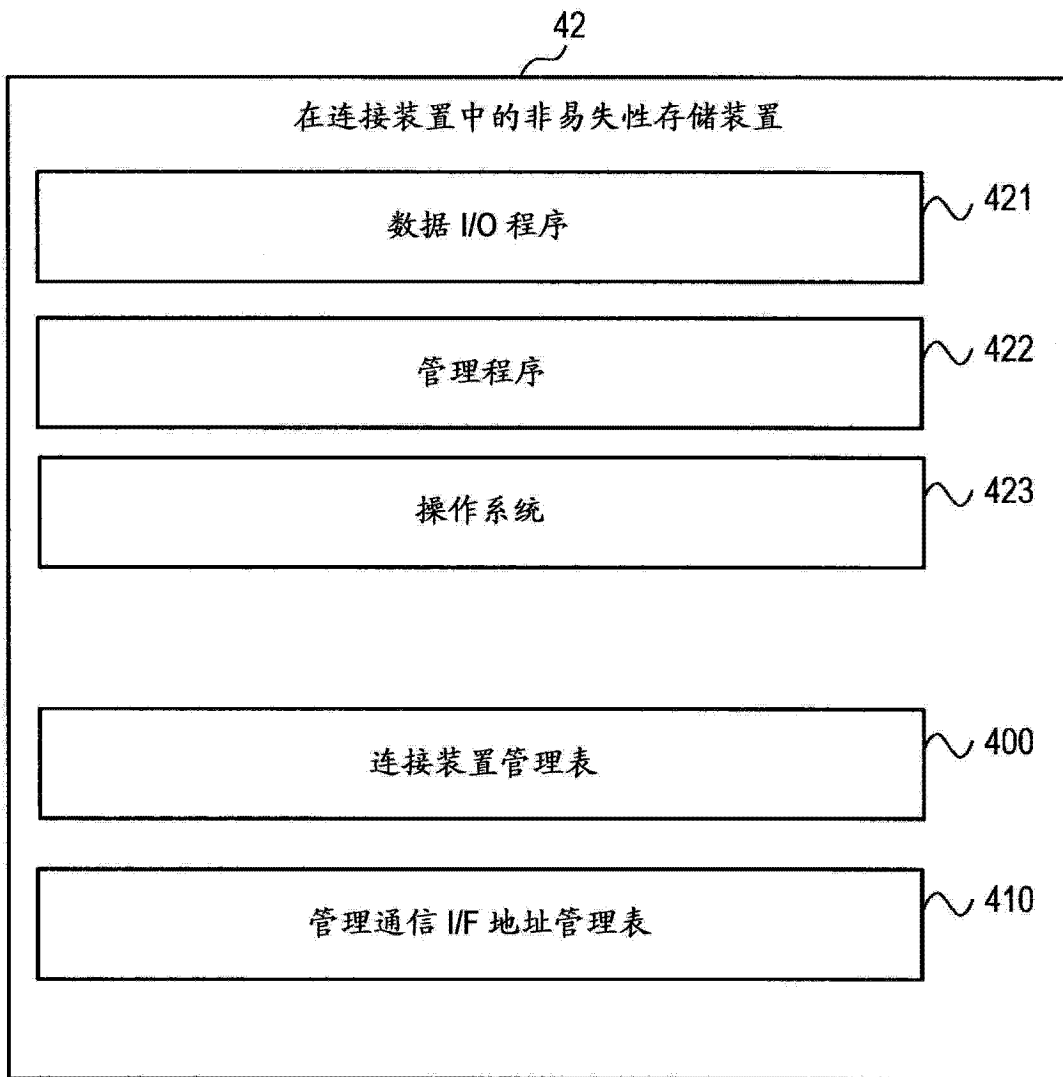 42
在连接装置中的非易失性存储装置
数据 I/O 程序
421
管理程序
422
操作系统
423
连接装置管理表
400
管理通信 I/F 地址管理表
410